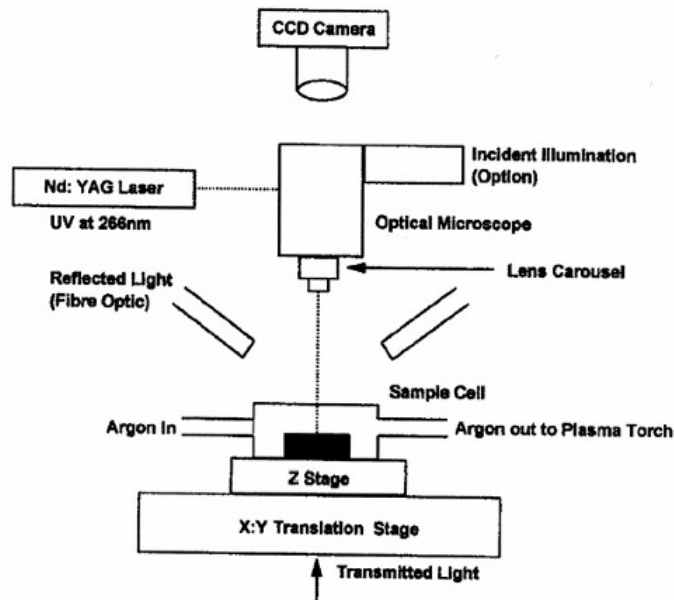 CCD Camera
Incident Illumination
(Option)
Nd: YAG Laser
UV at 266nm
Optical Microscope
Reflected Light
(Fibre Optic)
Lens Carousel
Sample Cell
Argon In
Argon out to Plasma Torch
Z Stage
X:Y Translation Stage
Transmitted Light